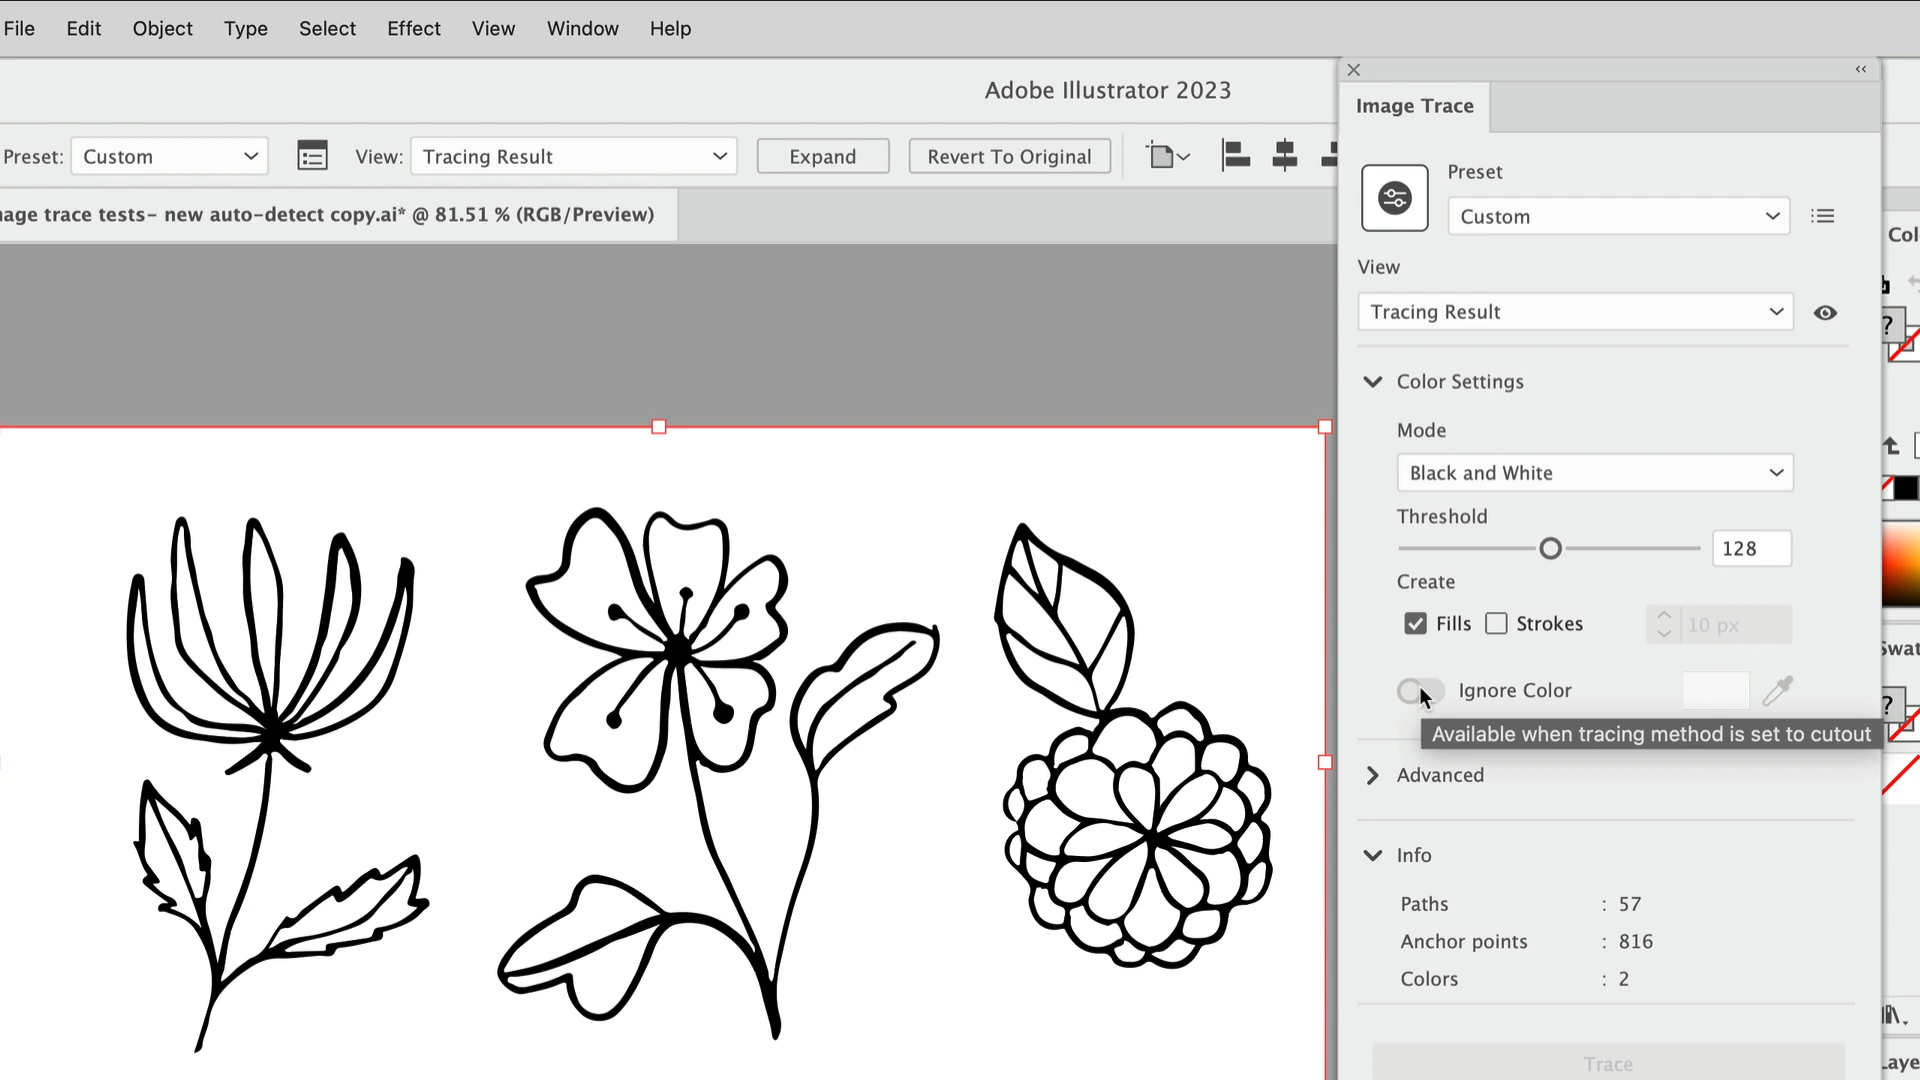 File Edit Object Type Select Effect View Window Help
Adobe Illustrator 2023
Preset: Custom View: Tracing Result Expand Revert To Original
age trace tests- new auto-detect copy.ai* @ 81.51 % (RGB/Preview)
Image Trace
Preset
Custom
View
Tracing Result
Color Settings
Mode
Black and White
Threshold
128
Create
Fills Strokes 10 px
Ignore Color
Available when tracing method is set to cutout
Advanced
Info
Paths : 57
Anchor points : 816
Colors : 2
Trace
Col
?
Swat
?
Laye